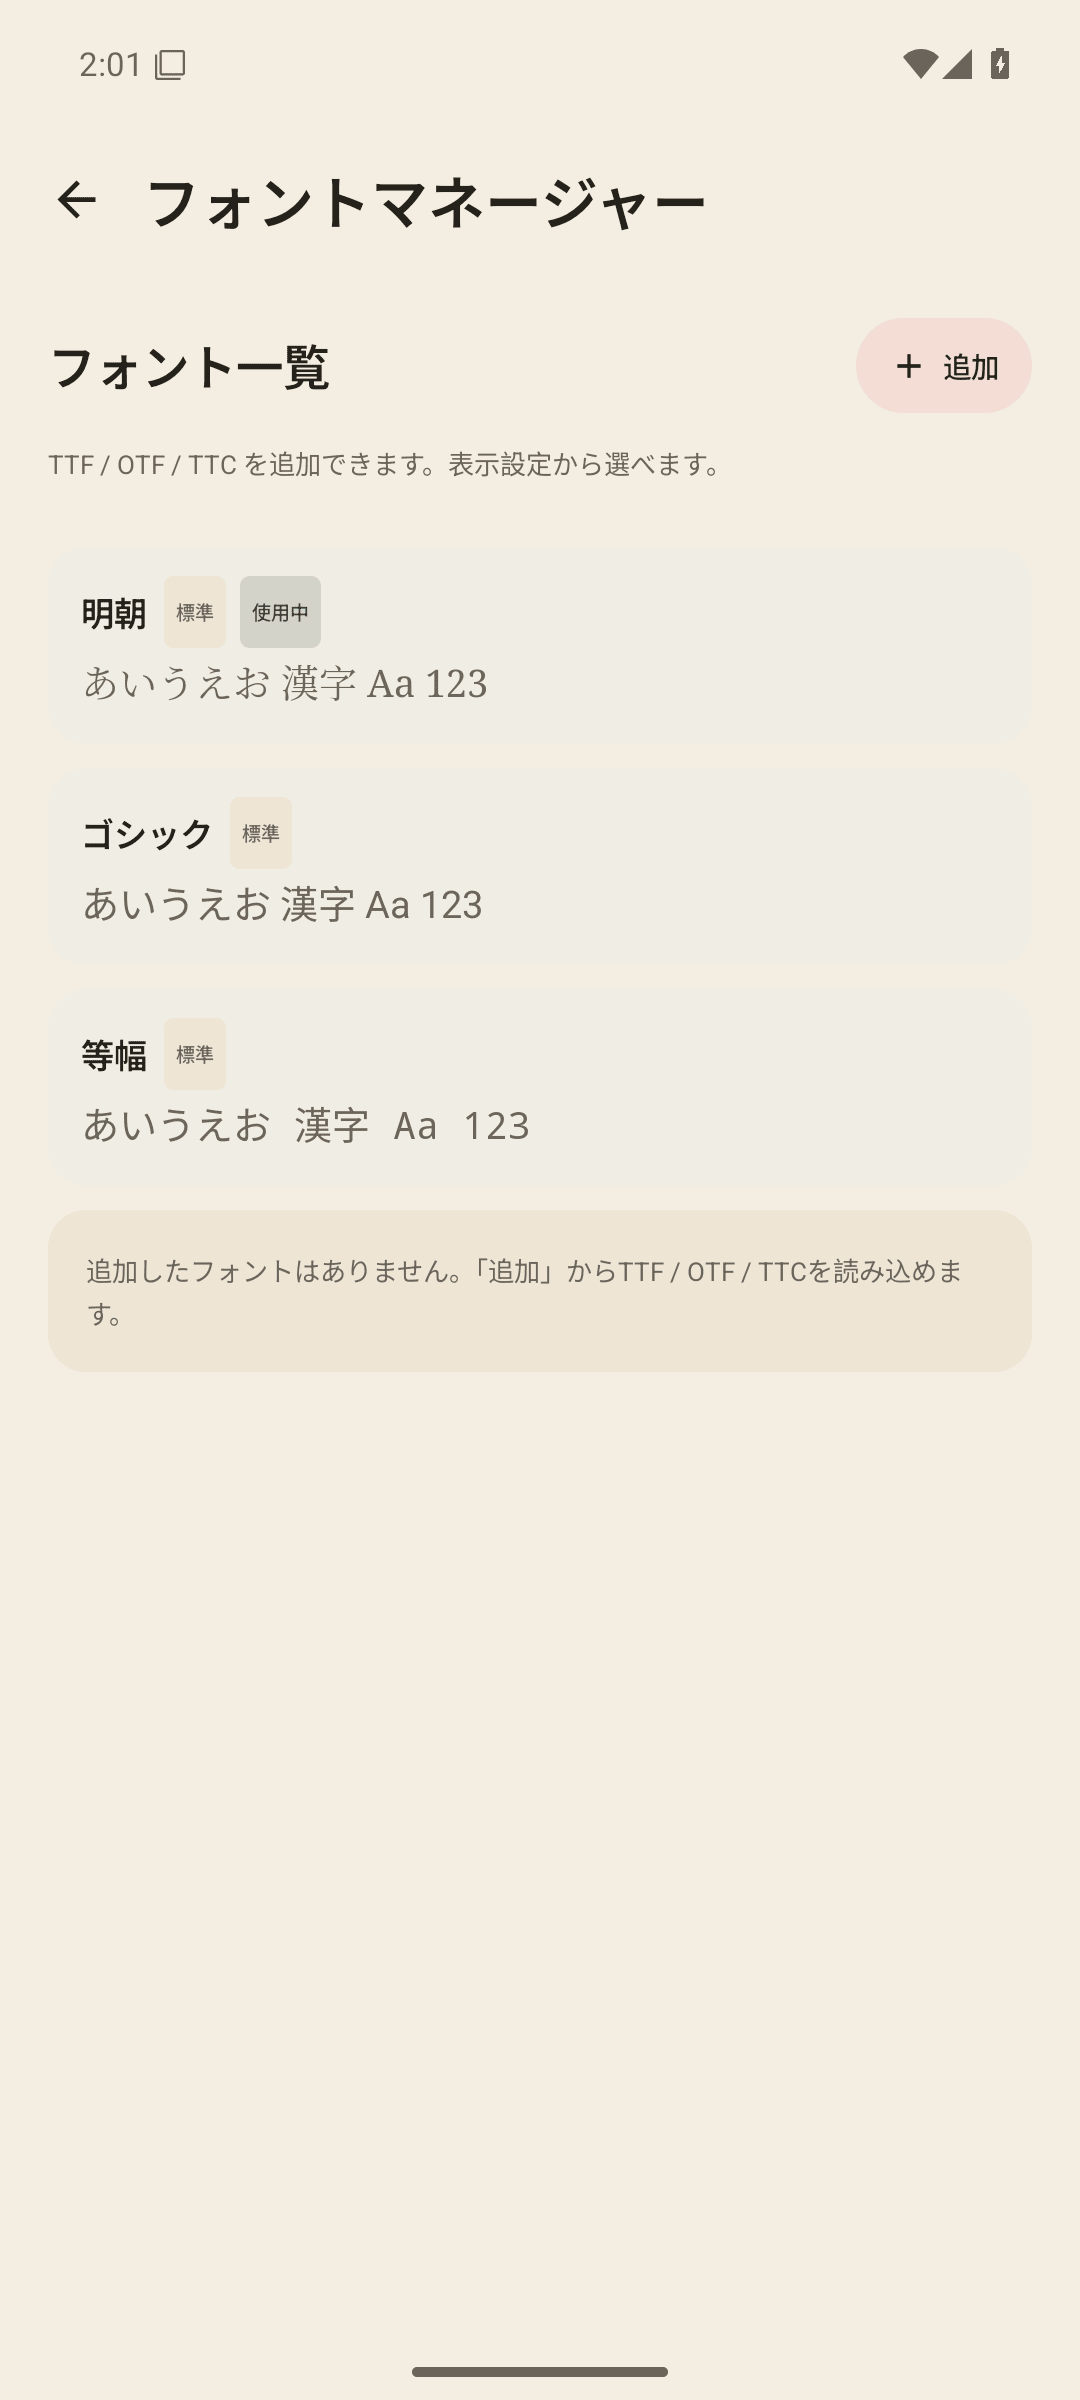 2:01
フォントマネージャー
フォント一覧
追加
TTF / OTF / TTC を追加できます。表示設定から選べます。
明朝 標準 使用中
あいうえお 漢字 Aa 123
ゴシック 標準
あいうえお 漢字 Aa 123
等幅 標準
あいうえお 漢字 Aa 123
追加したフォントはありません。「追加」からTTF / OTF / TTCを読み込めま
す。